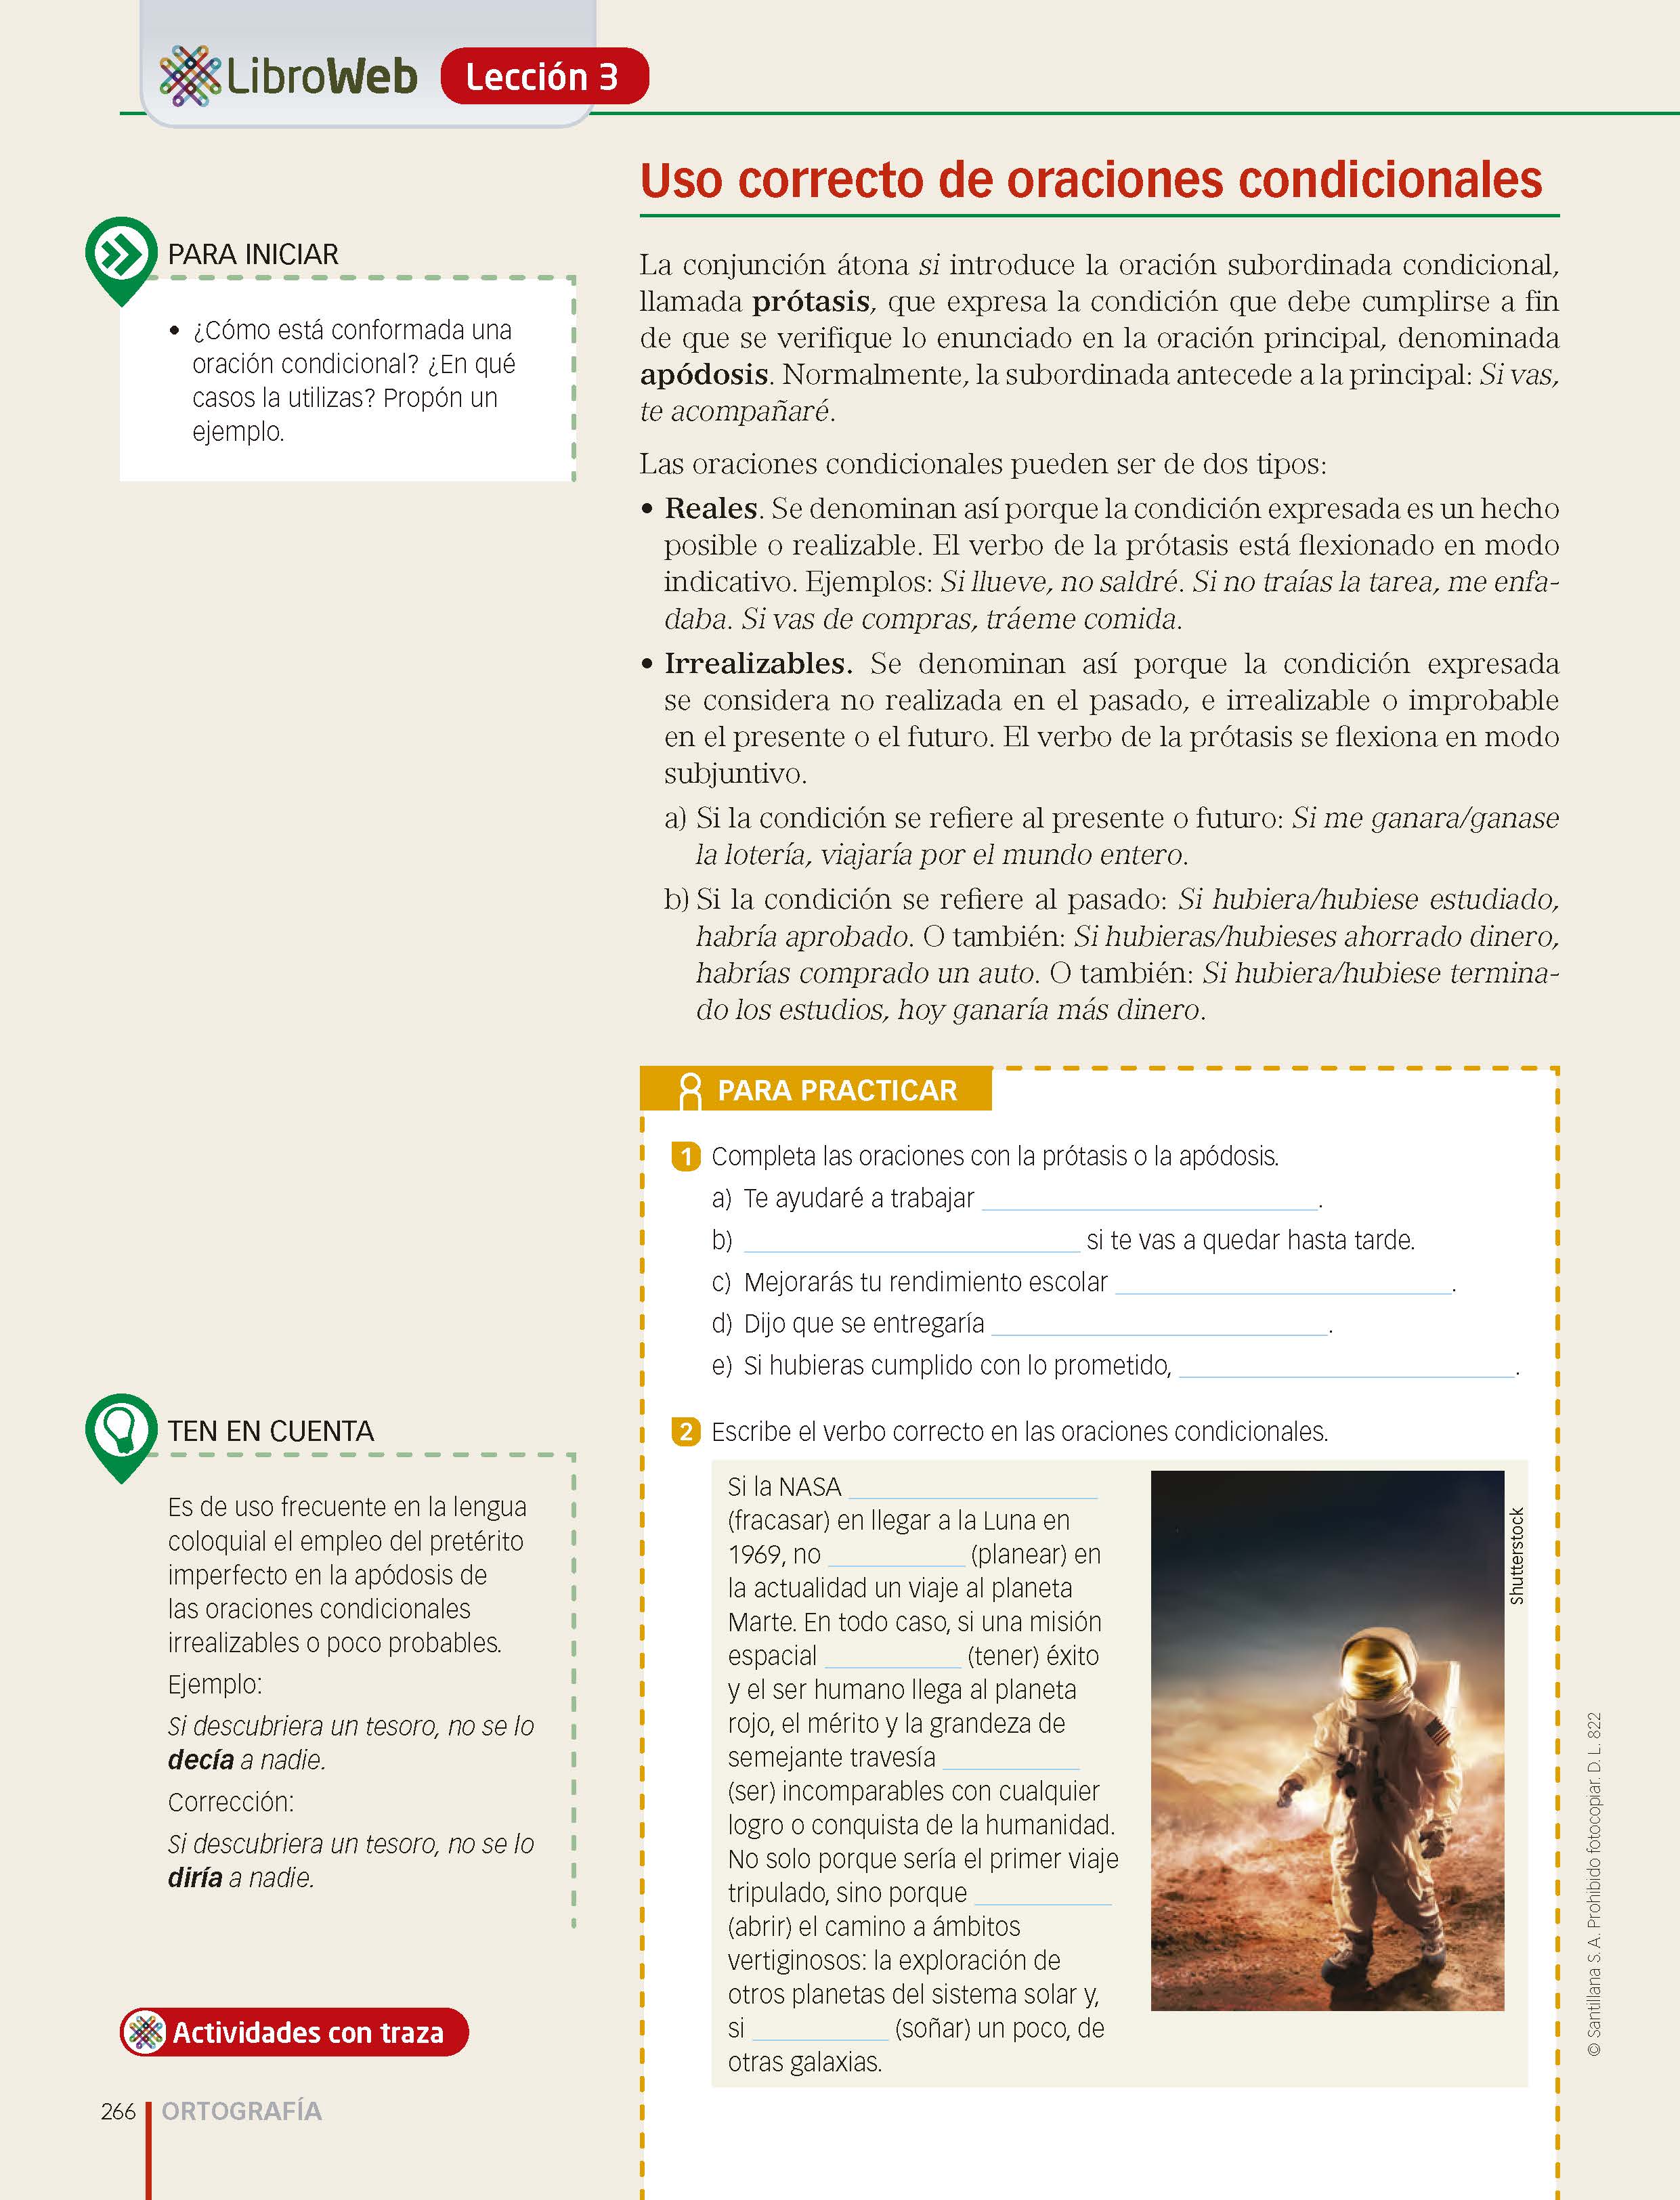 LibroWeb Lección 3
Uso correcto de oraciones condicionales
PARA INICIAR
• ¿Cómo está conformada una
oración condicional? ¿En qué
casos la utilizas? Propón un
ejemplo.
La conjunción átona si introduce la oración subordinada condicional,
llamada prótasis, que expresa la condición que debe cumplirse a fin
de que se verifique lo enunciado en la oración principal, denominada
apódosis. Normalmente, la subordinada antecede a la principal: Si vas,
te acompañaré.
Las oraciones condicionales pueden ser de dos tipos:
• Reales. Se denominan así porque la condición expresada es un hecho
posible o realizable. El verbo de la prótasis está flexionado en modo
indicativo. Ejemplos: Si llueve, no saldré. Si no traías la tarea, me enfa-
daba. Si vas de compras, tráeme comida.
• Irrealizables. Se denominan así porque la condición expresada
se considera no realizada en el pasado, e irrealizable o improbable
en el presente o el futuro. El verbo de la prótasis se flexiona en modo
subjuntivo.
a) Si la condición se refiere al presente o futuro: Si me ganara/ganase
la lotería, viajaría por el mundo entero.
b) Si la condición se refiere al pasado: Si hubiera/hubiese estudiado,
habría aprobado. O también: Si hubieras/hubieses ahorrado dinero,
habrías comprado un auto. O también: Si hubiera/hubiese termina-
do los estudios, hoy ganaría más dinero.
PARA PRACTICAR
1 Completa las oraciones con la prótasis o la apódosis.
a) Te ayudaré a trabajar ____________________.
b) ____________________ si te vas a quedar hasta tarde.
c) Mejorarás tu rendimiento escolar ____________________.
d) Dijo que se entregaría ____________________.
e) Si hubieras cumplido con lo prometido, ____________________.
2 Escribe el verbo correcto en las oraciones condicionales.
Si la NASA ____________________
(fracasar) en llegar a la Luna en
1969, no __________ (planear) en
la actualidad un viaje al planeta
Marte. En todo caso, si una misión
espacial __________ (tener) éxito
y el ser humano llega al planeta
rojo, el mérito y la grandeza de
semejante travesía __________
(ser) incomparables con cualquier
logro o conquista de la humanidad.
No solo porque sería el primer viaje
tripulado, sino porque __________
(abrir) el camino a ámbitos
vertiginosos: la exploración de
otros planetas del sistema solar y,
si __________ (soñar) un poco, de
otras galaxias.
Shutterstock
TEN EN CUENTA
Es de uso frecuente en la lengua
coloquial el empleo del pretérito
imperfecto en la apódosis de
las oraciones condicionales
irrealizables o poco probables.
Ejemplo:
Si descubriera un tesoro, no se lo
decía a nadie.
Corrección:
Si descubriera un tesoro, no se lo
diría a nadie.
Actividades con traza
266 ORTOGRAFÍA
© Santillana S. A. Prohibido fotocopiar. D. L. 822